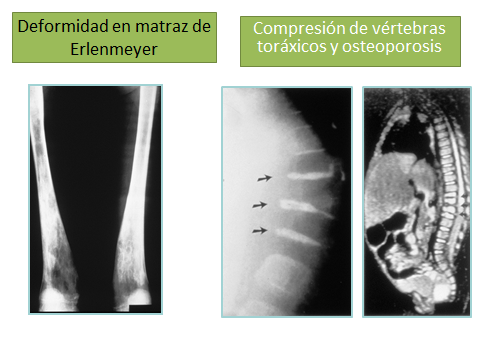 Deformidad en matraz de
Erlenmeyer
Compresión de vértebras
toráxicos y osteoporosis